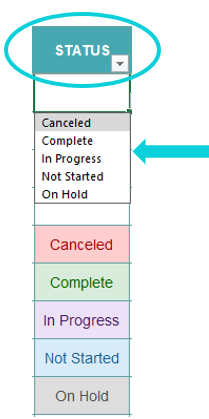 STATUS
Canceled
Complete
In Progress
Not Started
On Hold
Canceled
Complete
In Progress
Not Started
On Hold